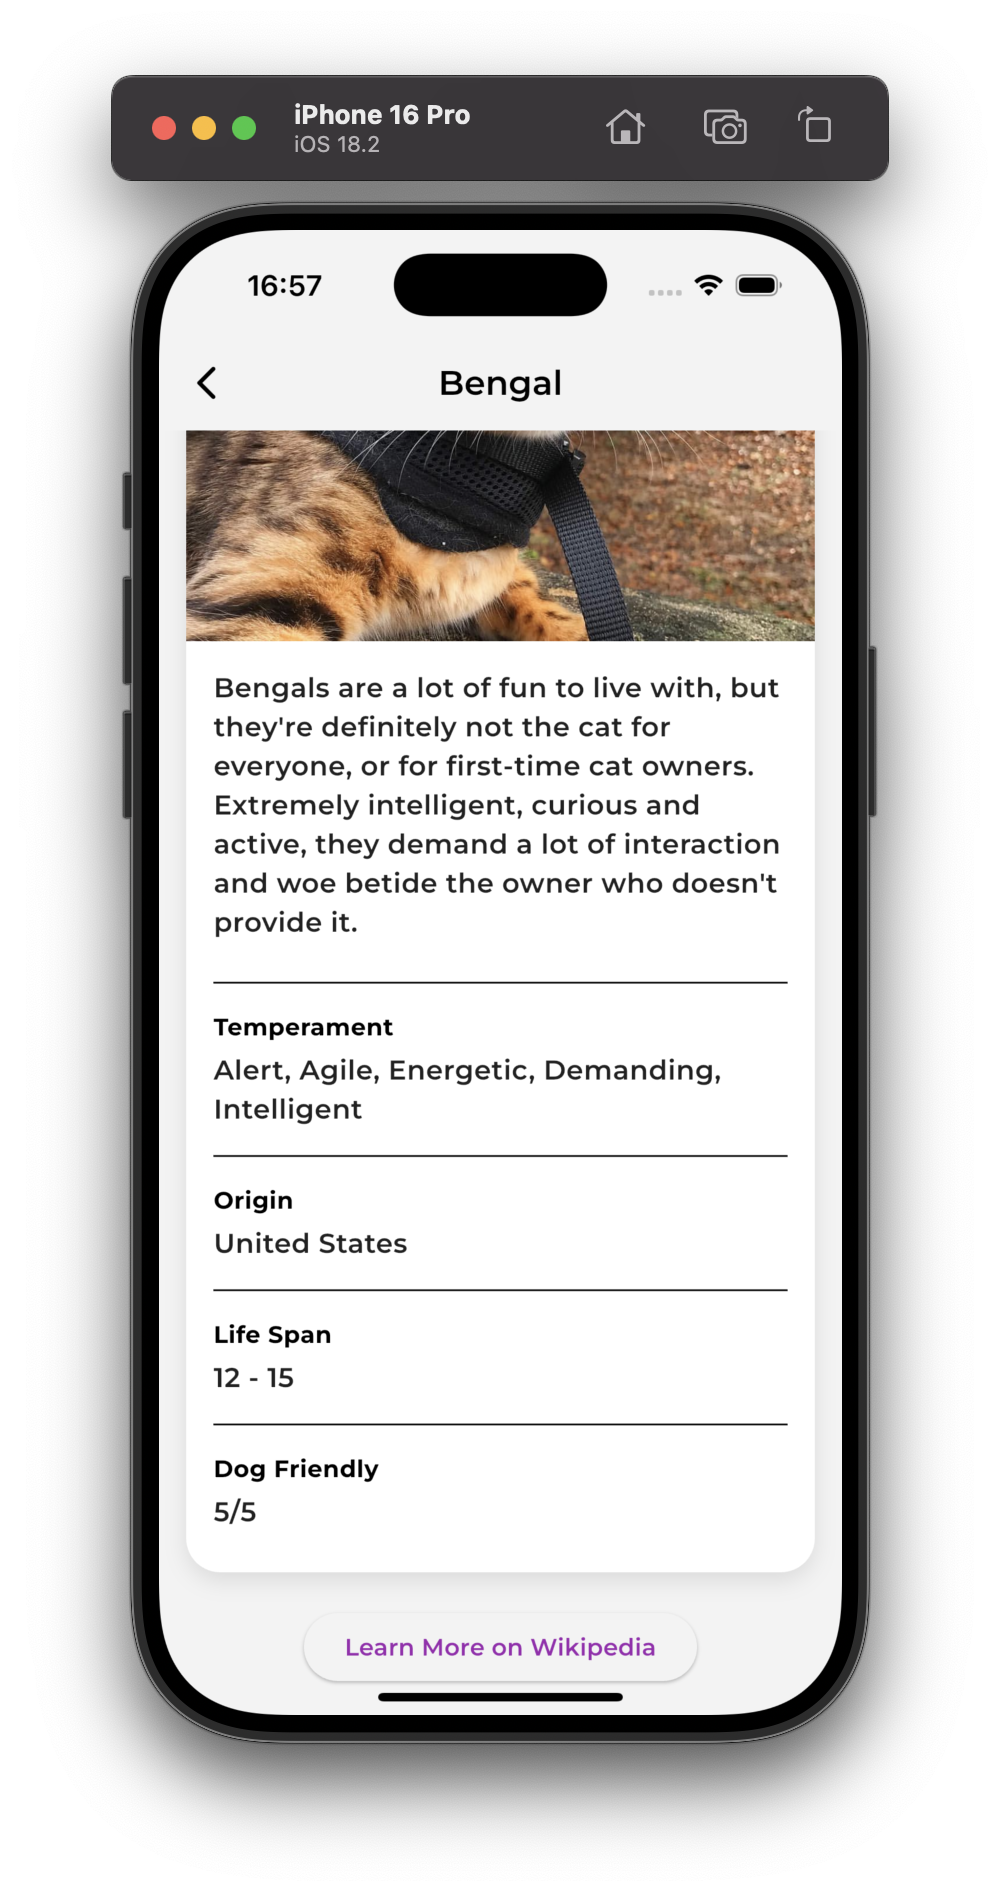 iPhone 16 Pro
iOS 18.2
16:57
Bengal
Bengals are a lot of fun to live with, but
they're definitely not the cat for
everyone, or for first-time cat owners.
Extremely intelligent, curious and
active, they demand a lot of interaction
and woe betide the owner who doesn't
provide it.
Temperament
Alert, Agile, Energetic, Demanding,
Intelligent
Origin
United States
Life Span
12 - 15
Dog Friendly
5/5
Learn More on Wikipedia